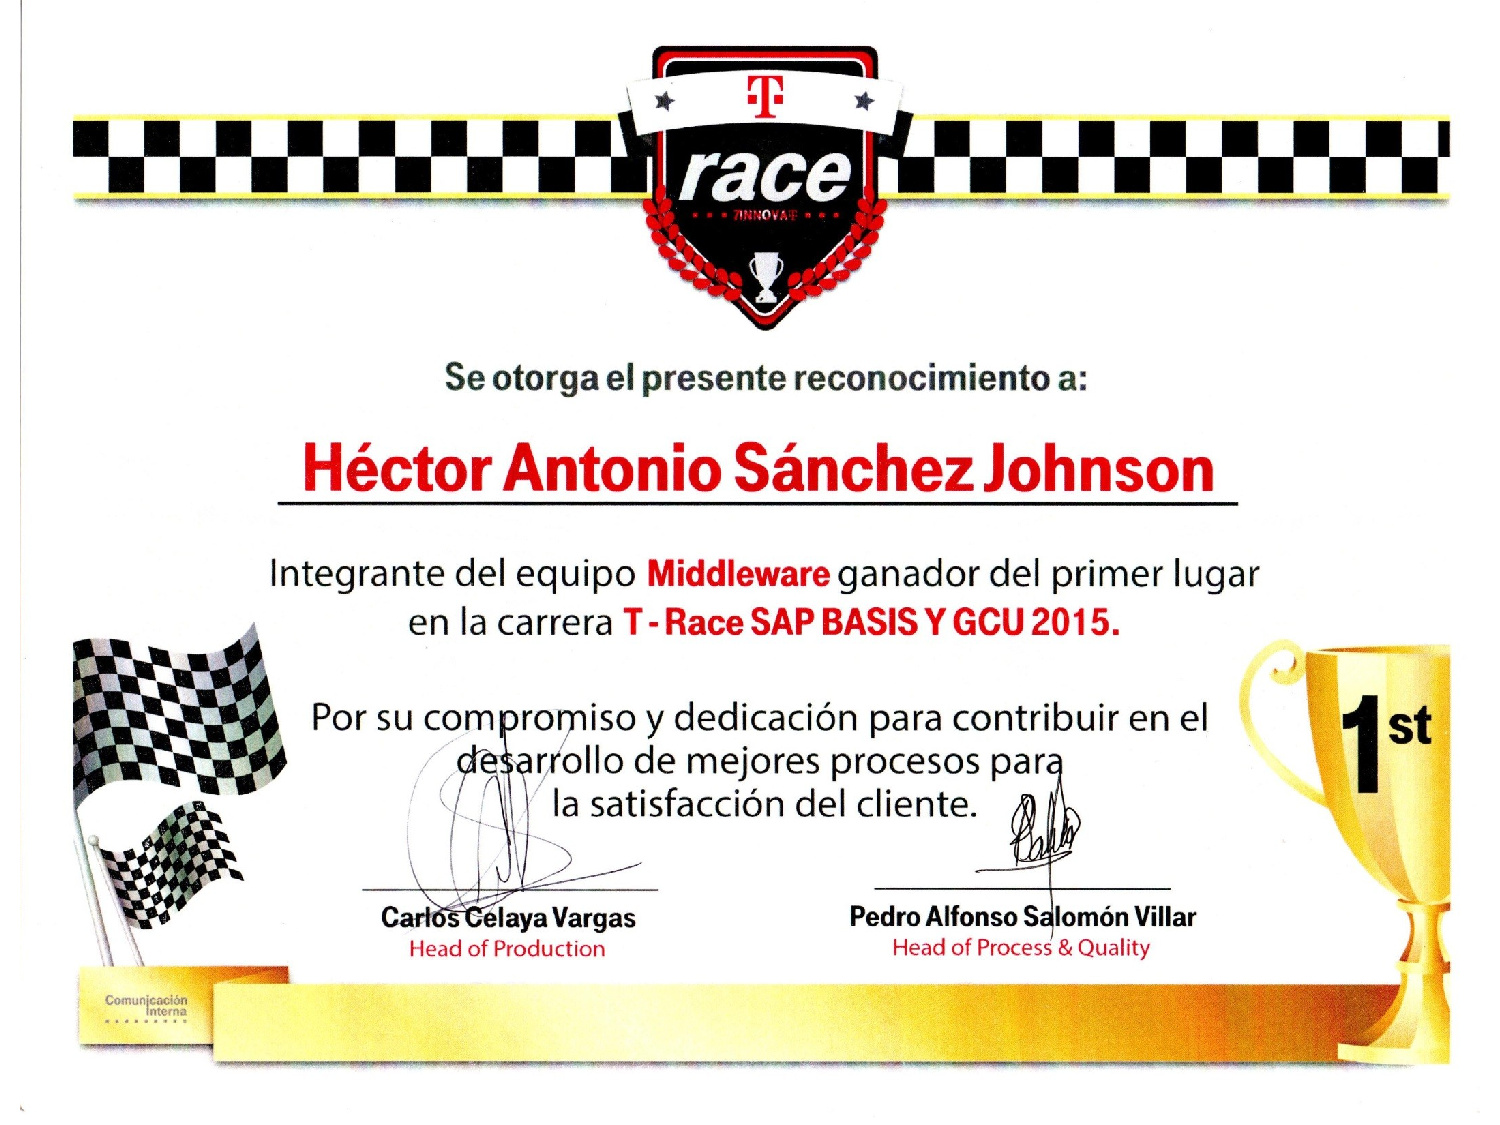 T
race
ZINNOVA
Se otorga el presente reconocimiento a:
Héctor Antonio Sánchez Johnson
Integrante del equipo Middleware ganador del primer lugar
en la carrera T - Race SAP BASIS Y GCU 2015.
Por su compromiso y dedicación para contribuir en el
desarrollo de mejores procesos para
la satisfacción del cliente.
1st
Carlos Celaya Vargas
Head of Production
Pedro Alfonso Salomón Villar
Head of Process & Quality
Comunicación
Interna